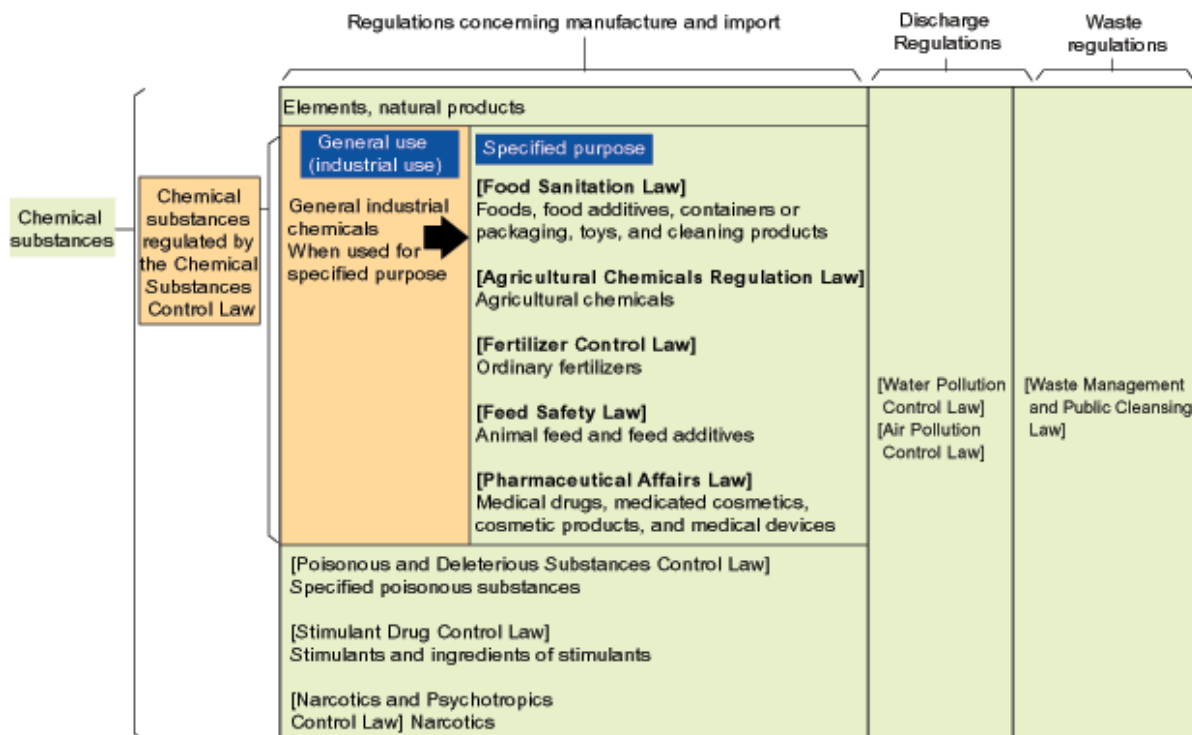 Regulations concerning manufacture and import
Discharge
Regulations
Waste
regulations
Chemical
substances
Chemical
substances
regulated by
the Chemical
Substances
Control Law
Elements, natural products
General use
(industrial use)
General industrial
chemicals
When used for
specified purpose
Specified purpose
[Food Sanitation Law]
Foods, food additives, containers or
packaging, toys, and cleaning products
[Agricultural Chemicals Regulation Law]
Agricultural chemicals
[Fertilizer Control Law]
Ordinary fertilizers
[Feed Safety Law]
Animal feed and feed additives
[Pharmaceutical Affairs Law]
Medical drugs, medicated cosmetics,
cosmetic products, and medical devices
[Poisonous and Deleterious Substances Control Law]
Specified poisonous substances
[Stimulant Drug Control Law]
Stimulants and ingredients of stimulants
[Narcotics and Psychotropics
Control Law] Narcotics
[Water Pollution
Control Law]
[Air Pollution
Control Law]
[Waste Management
and Public Cleansing
Law]